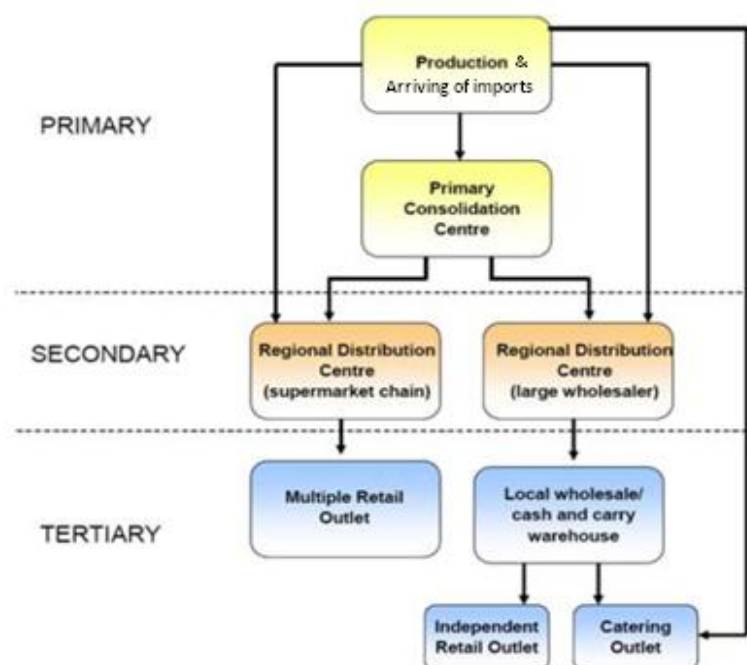 Production &
Arriving of imports
PRIMARY
Primary
Consolidation
Centre
SECONDARY
Regional Distribution
Centre
(supermarket chain)
Regional Distribution
Centre
(large wholesaler)
TERTIARY
Multiple Retail
Outlet
Local wholesale/
cash and carry
warehouse
Independent
Retail Outlet
Catering
Outlet